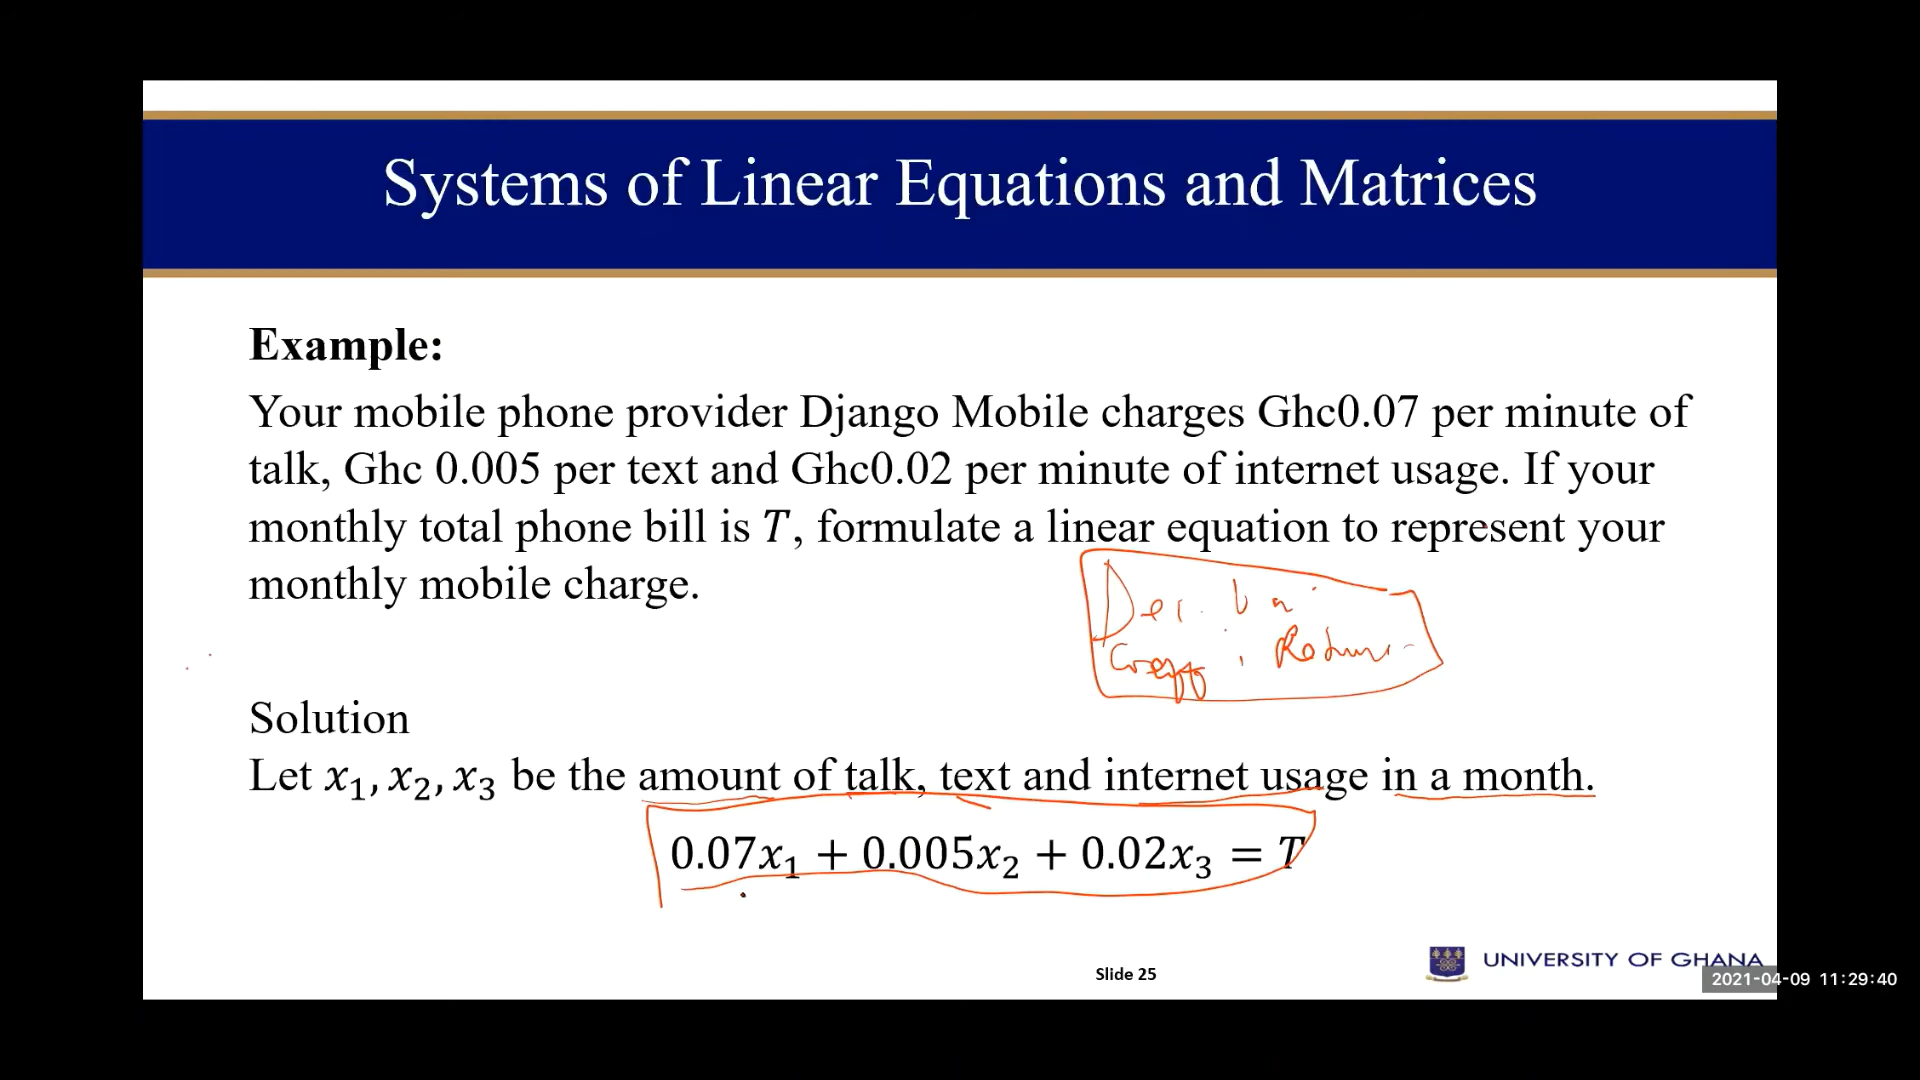 Systems of Linear Equations and Matrices
Example:
Your mobile phone provider Django Mobile charges Ghc0.07 per minute of
talk, Ghc 0.005 per text and Ghc0.02 per minute of internet usage. If your
monthly total phone bill is T, formulate a linear equation to represent your
monthly mobile charge.
Solution
Let x₁, x₂, x₃ be the amount of talk, text and internet usage in a month.
0.07x₁ + 0.005x₂ + 0.02x₃ = T
Slide 25
UNIVERSITY OF GHANA
2021-04-09 11:29:40